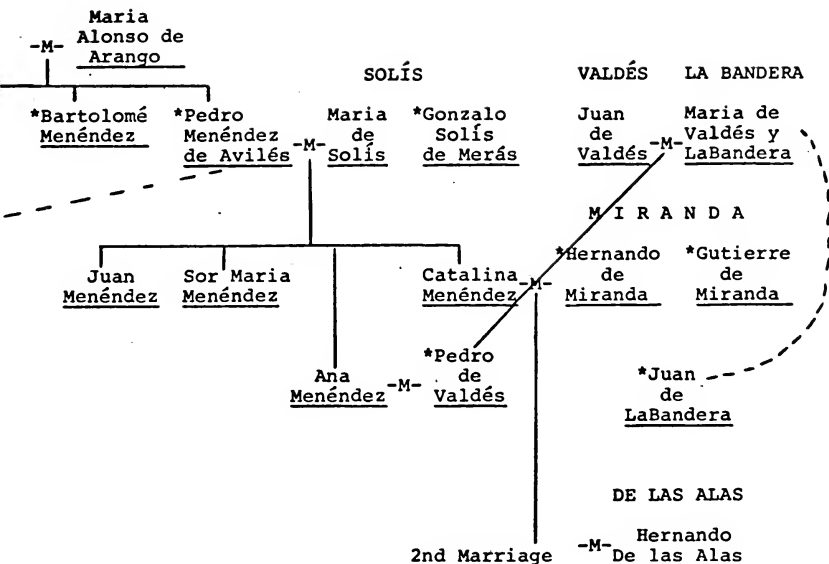 Maria
-M- Alonso de
Arango
SOLÍS VALDÉS LA BANDERA
*Bartolomé *Pedro Maria *Gonzalo Juan Maria de
Menéndez Menéndez de Solís de Valdés y
de Avilés -M- Solís de Merás Valdés -M- LaBandera
M I R A N D A
*Hernando *Gutierre
Juan Sor Maria Catalina de de
Menéndez Menéndez Menéndez -M- Miranda Miranda
*Pedro
Ana de
Menéndez -M- Valdés
*Juan
de
LaBandera
DE LAS ALAS
Hernando
2nd Marriage -M- De las Alas